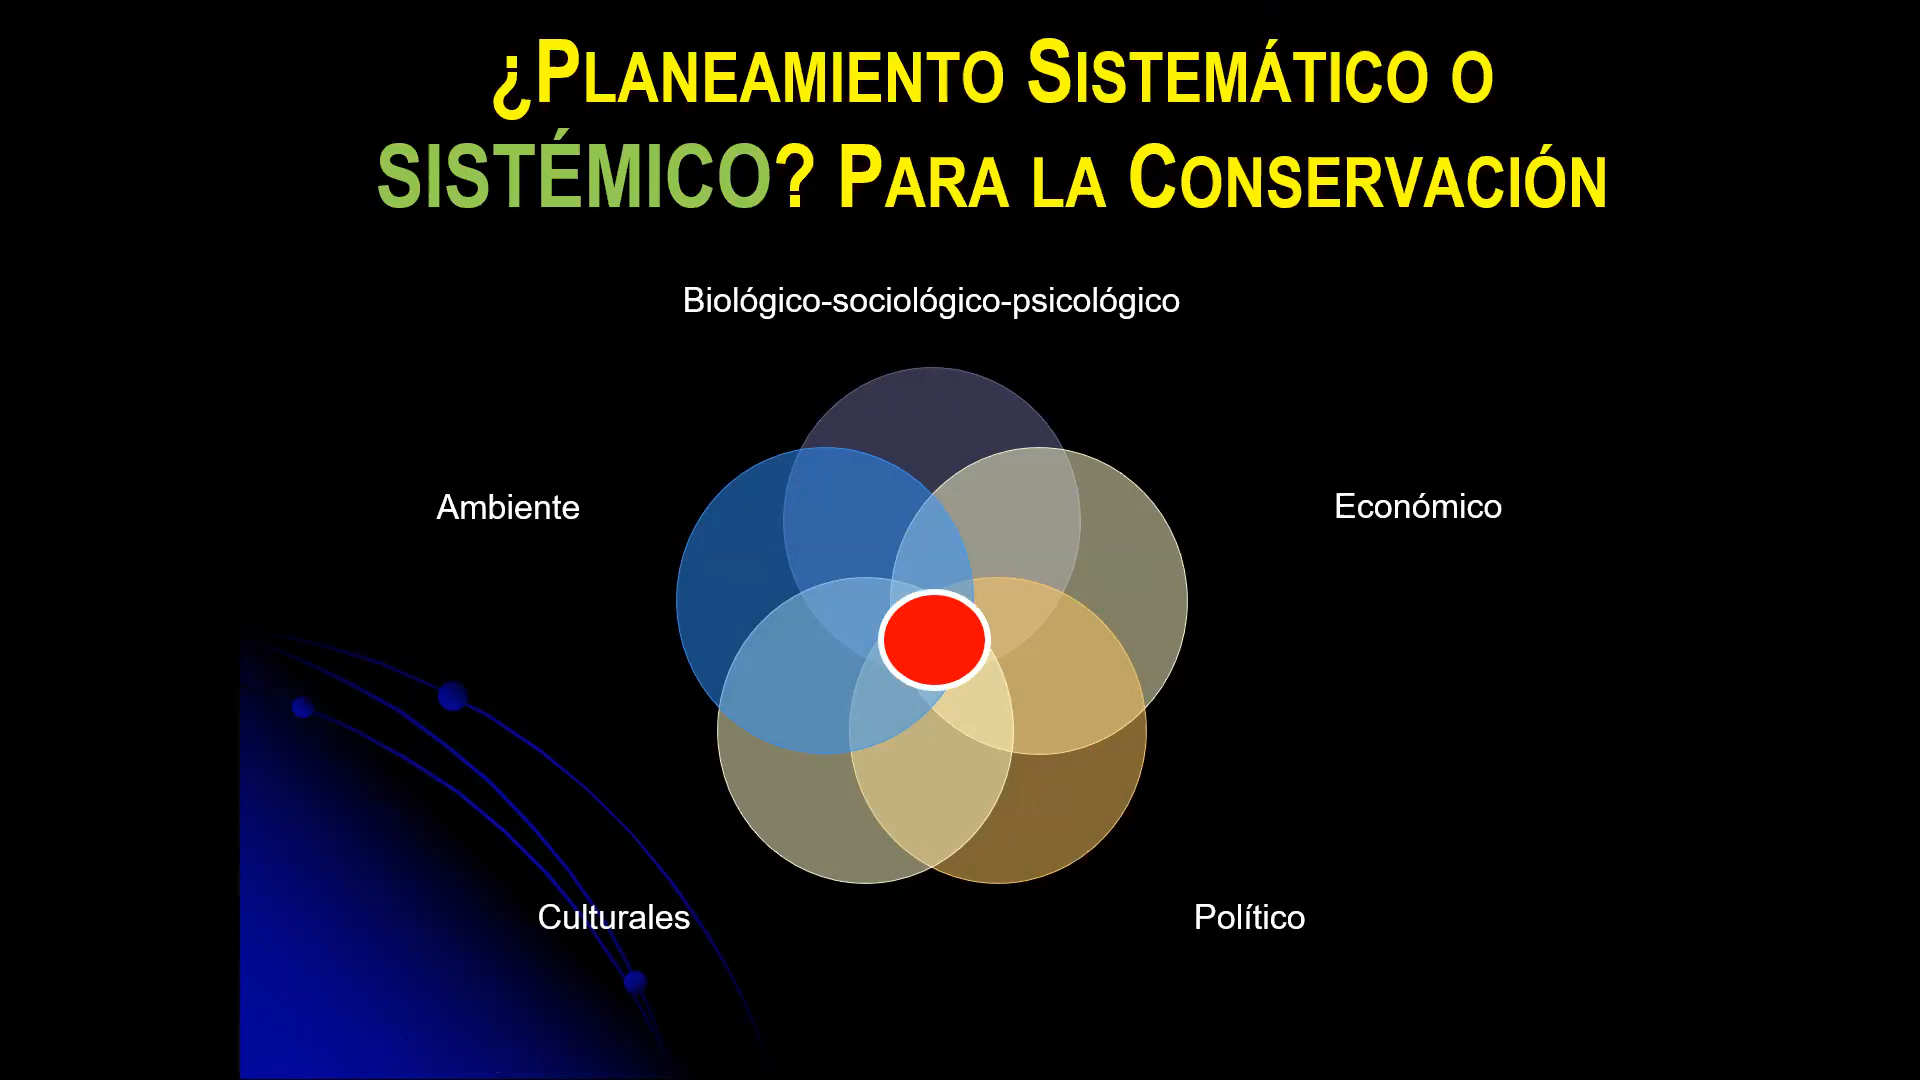 ¿Planeamiento Sistemático o
SISTÉMICO? Para la Conservación
Biológico-sociológico-psicológico
Ambiente
Económico
Culturales
Político